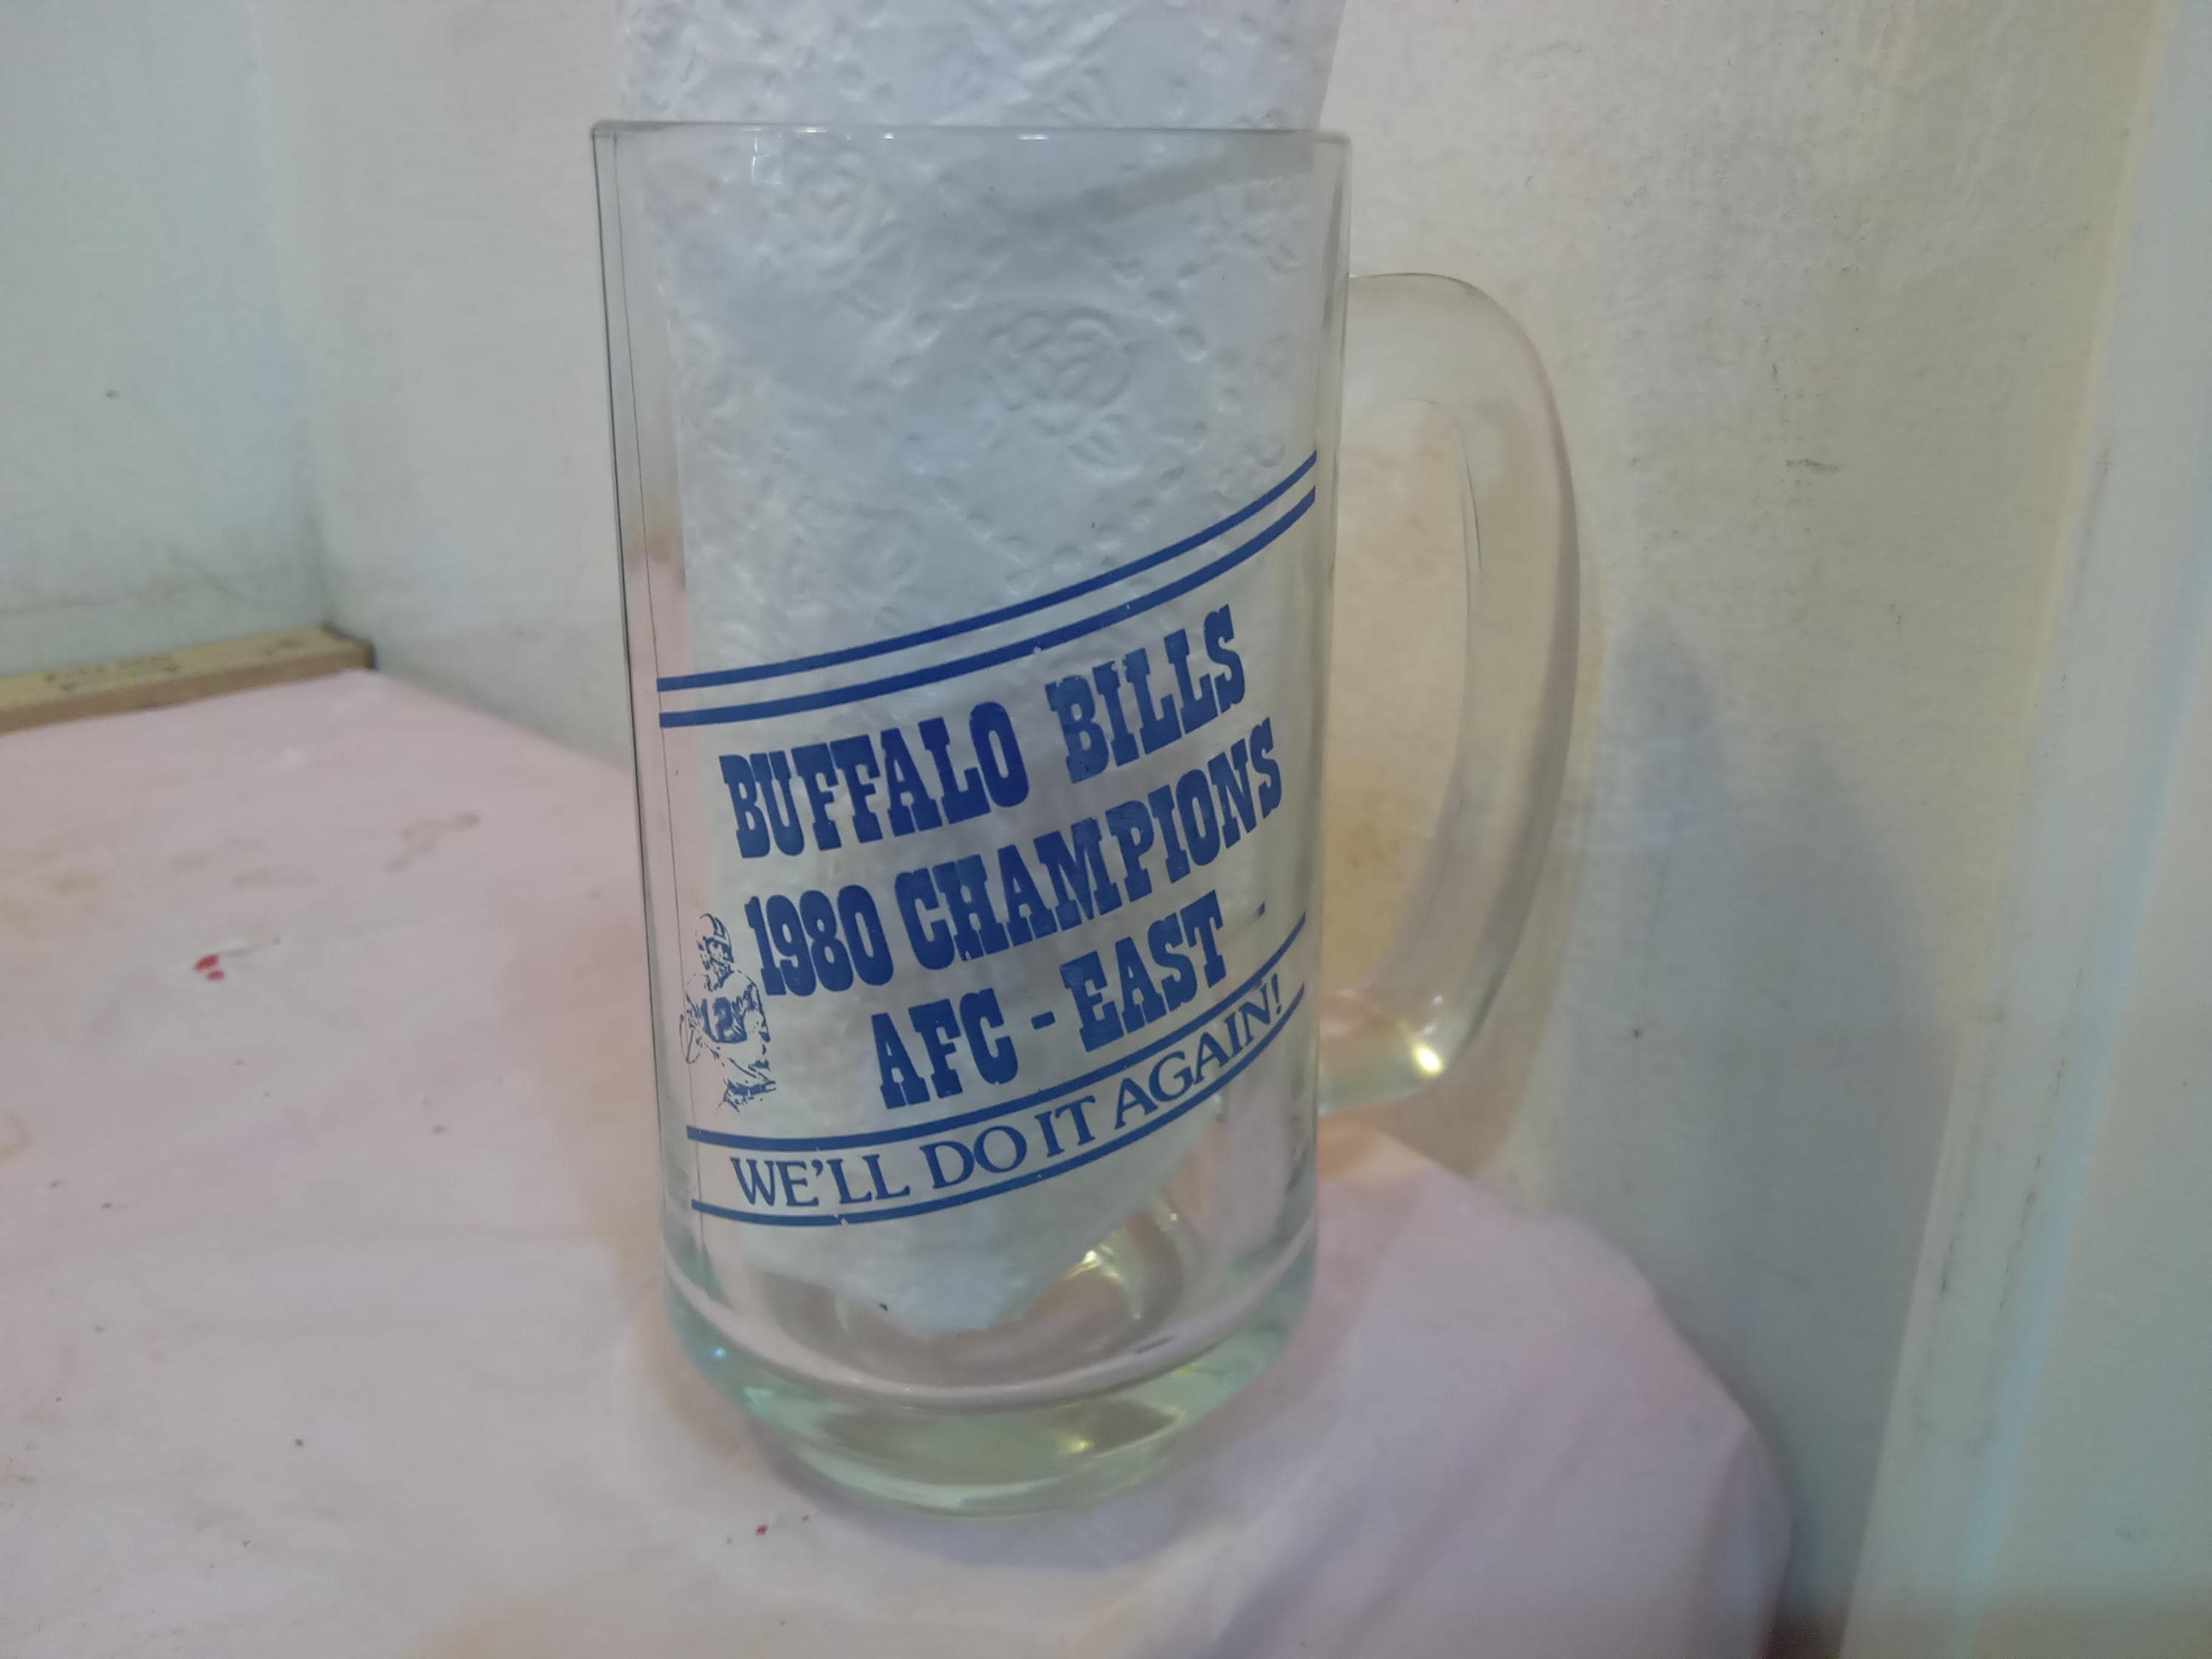 BUFFALO BILLS
1980 CHAMPIONS
AFC - EAST
12
WE'LL DO IT AGAIN!